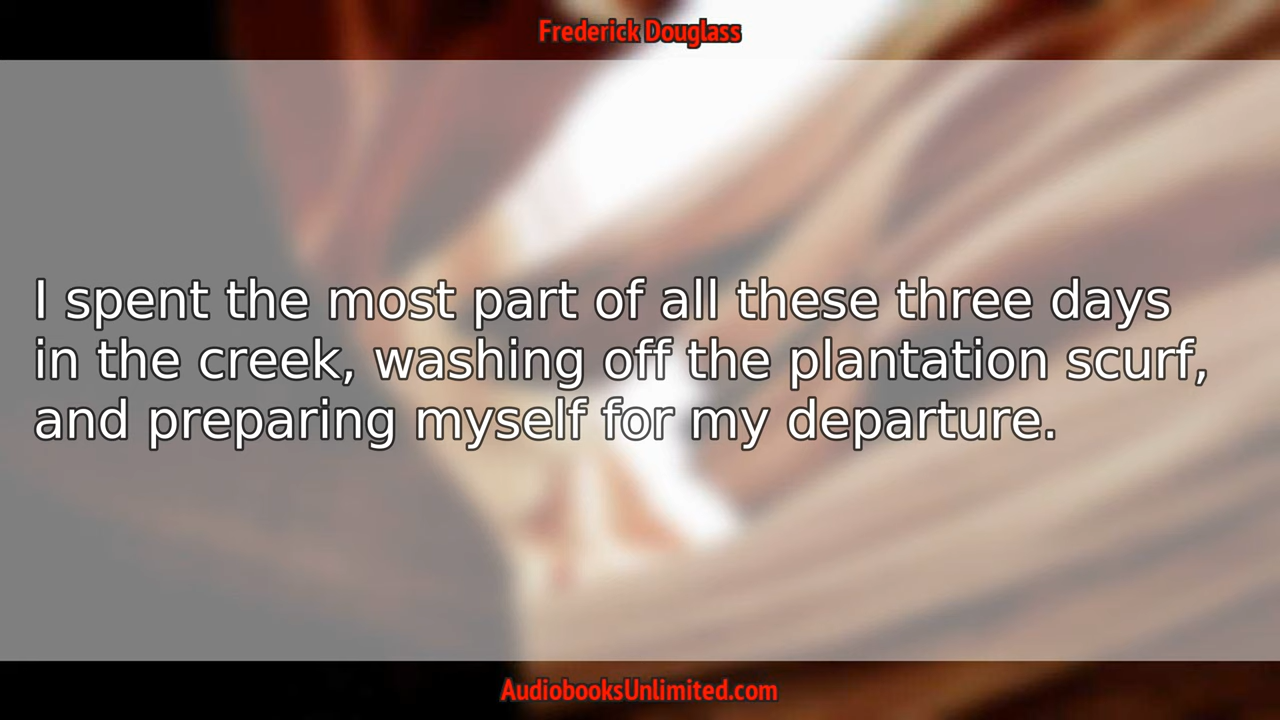 Frederick Douglass
I spent the most part of all these three days
in the creek, washing off the plantation scurf,
and preparing myself for my departure.
AudiobooksUnlimited.com